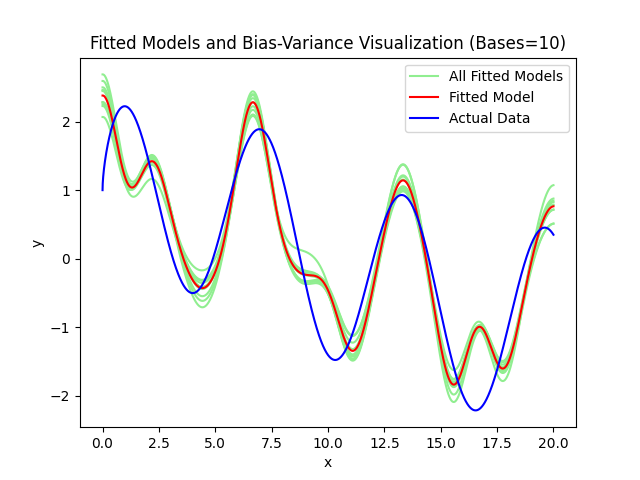 Fitted Models and Bias-Variance Visualization (Bases=10)
All Fitted Models
Fitted Model
Actual Data
y
2
1
0
−1
−2
0.0 2.5 5.0 7.5 10.0 12.5 15.0 17.5 20.0
x